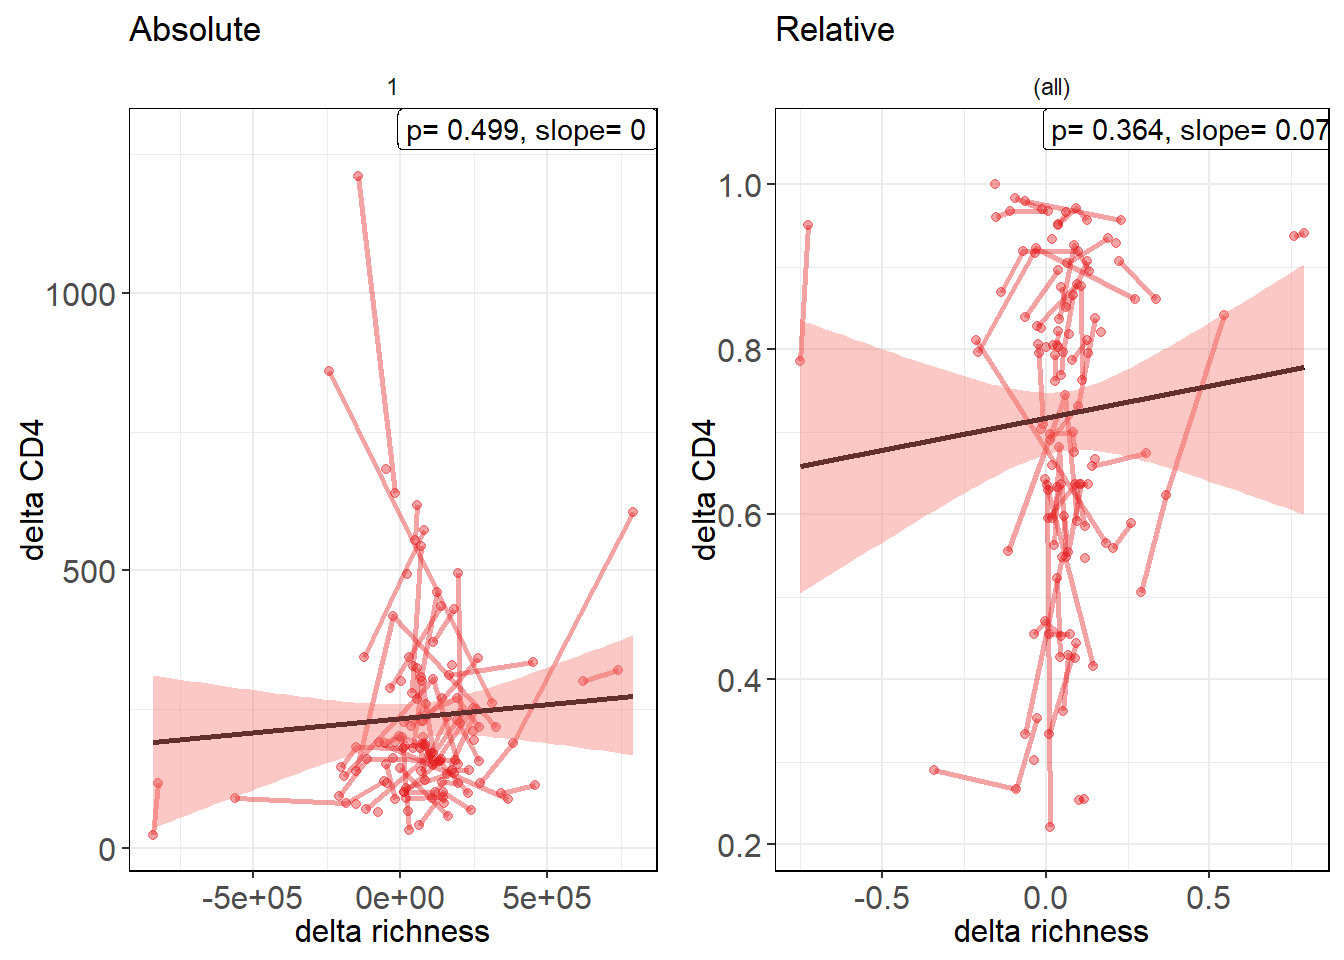 Absolute
1
p= 0.499, slope= 0
1000
500
0
delta CD4
-5e+05 0e+00 5e+05
delta richness
Relative
(all)
p= 0.364, slope= 0.07
1.0
0.8
0.6
0.4
0.2
delta CD4
-0.5 0.0 0.5
delta richness